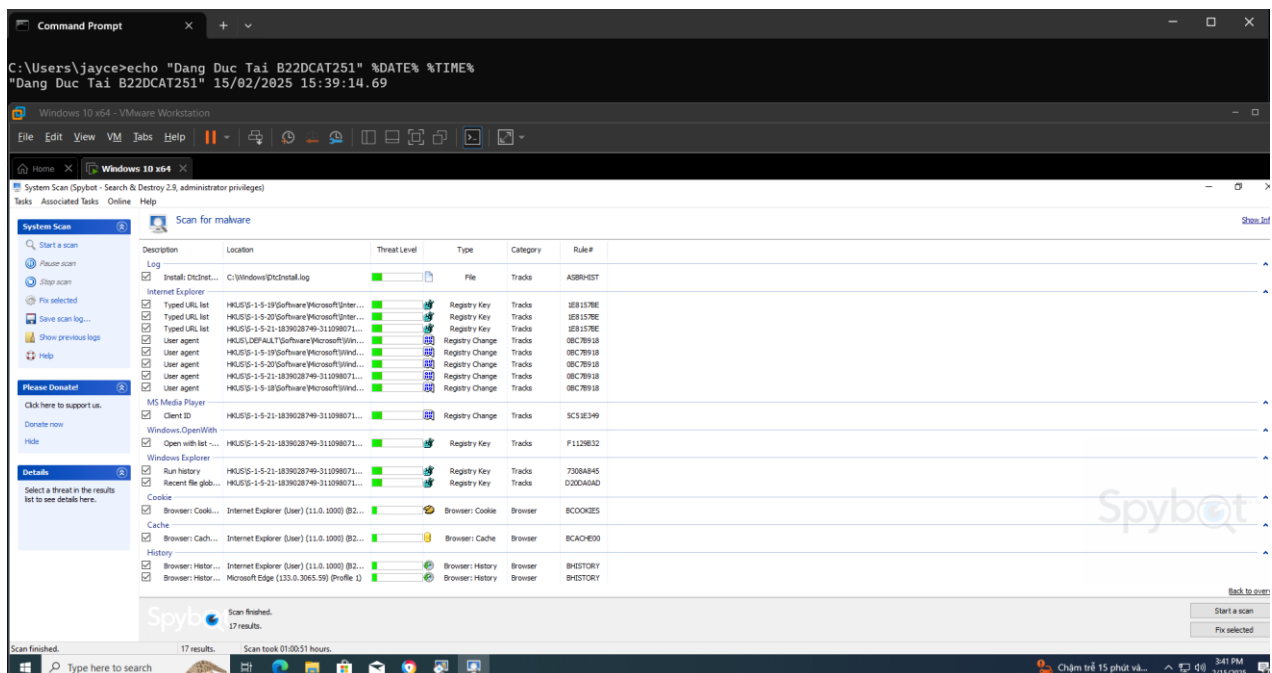 Command Prompt
C:\Users\jayce>echo "Dang Duc Tai B22DCAT251" %DATE% %TIME%
"Dang Duc Tai B22DCAT251" 15/02/2025 15:39:14.69
Windows 10 x64 - VMware Workstation
File Edit View VM Tabs Help
Home Windows 10 x64
System Scan (Spybot - Search & Destroy 2.9, administrator privileges)
Tasks Associated Tasks Online Help
System Scan
Start a scan
Pause scan
Stop scan
Fix selected
Save scan log...
Show previous logs
Help
Please Donate!
Click here to support us.
Donate now
Hide
Details
Select a threat in the results
list to see details here.
Scan for malware
Show Inf
Description Location Threat Level Type Category Rule#
Log
Install: DtcInst... C:\Windows\DtcInstall.log File Tracks ASBRHIST
Internet Explorer
Typed URL list HKUS\S-1-5-19\Software\Microsoft\Inter... Registry Key Tracks 1E8157BE
Typed URL list HKUS\S-1-5-20\Software\Microsoft\Inter... Registry Key Tracks 1E8157BE
Typed URL list HKUS\S-1-5-21-1839028749-311098071... Registry Key Tracks 1E8157BE
User agent HKUS\.DEFAULT\Software\Microsoft\Win... Registry Change Tracks 0BC7B918
User agent HKUS\S-1-5-19\Software\Microsoft\Wind... Registry Change Tracks 0BC7B918
User agent HKUS\S-1-5-20\Software\Microsoft\Wind... Registry Change Tracks 0BC7B918
User agent HKUS\S-1-5-21-1839028749-311098071... Registry Change Tracks 0BC7B918
User agent HKUS\S-1-5-18\Software\Microsoft\Wind... Registry Change Tracks 0BC7B918
MS Media Player
Client ID HKUS\S-1-5-21-1839028749-311098071... Registry Change Tracks 5C51E349
Windows.OpenWith
Open with list -... HKUS\S-1-5-21-1839028749-311098071... Registry Key Tracks F1129B32
Windows Explorer
Run history HKUS\S-1-5-21-1839028749-311098071... Registry Key Tracks 7308A845
Recent file glob... HKUS\S-1-5-21-1839028749-311098071... Registry Key Tracks D20DA0AD
Cookie
Browser: Cooki... Internet Explorer (User) (11.0.1000) (B2... Browser: Cookie Browser BCOOKIES
Cache
Browser: Cach... Internet Explorer (User) (11.0.1000) (B2... Browser: Cache Browser BCACHE00
History
Browser: Histor... Internet Explorer (User) (11.0.1000) (B2... Browser: History Browser BHISTORY
Browser: Histor... Microsoft Edge (133.0.3065.59) (Profile 1) Browser: History Browser BHISTORY
Spybot
Back to over
Spybot
Scan finished.
17 results.
Start a scan
Fix selected
Scan finished. 17 results. Scan took 01:00:51 hours.
Type here to search
Chậm trễ 15 phút và...
3:41 PM
2/15/2025